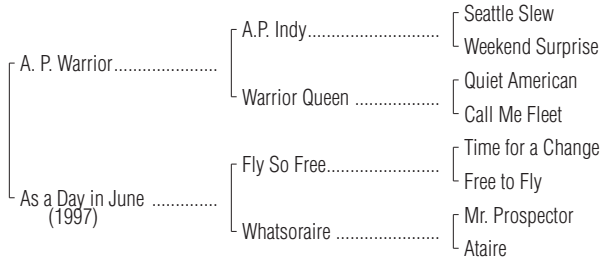 Seattle Slew
A.P. Indy
Weekend Surprise
A. P. Warrior
Quiet American
Warrior Queen
Call Me Fleet
Time for a Change
Fly So Free
Free to Fly
As a Day in June
(1997)
Mr. Prospector
Whatsoraire
Ataire